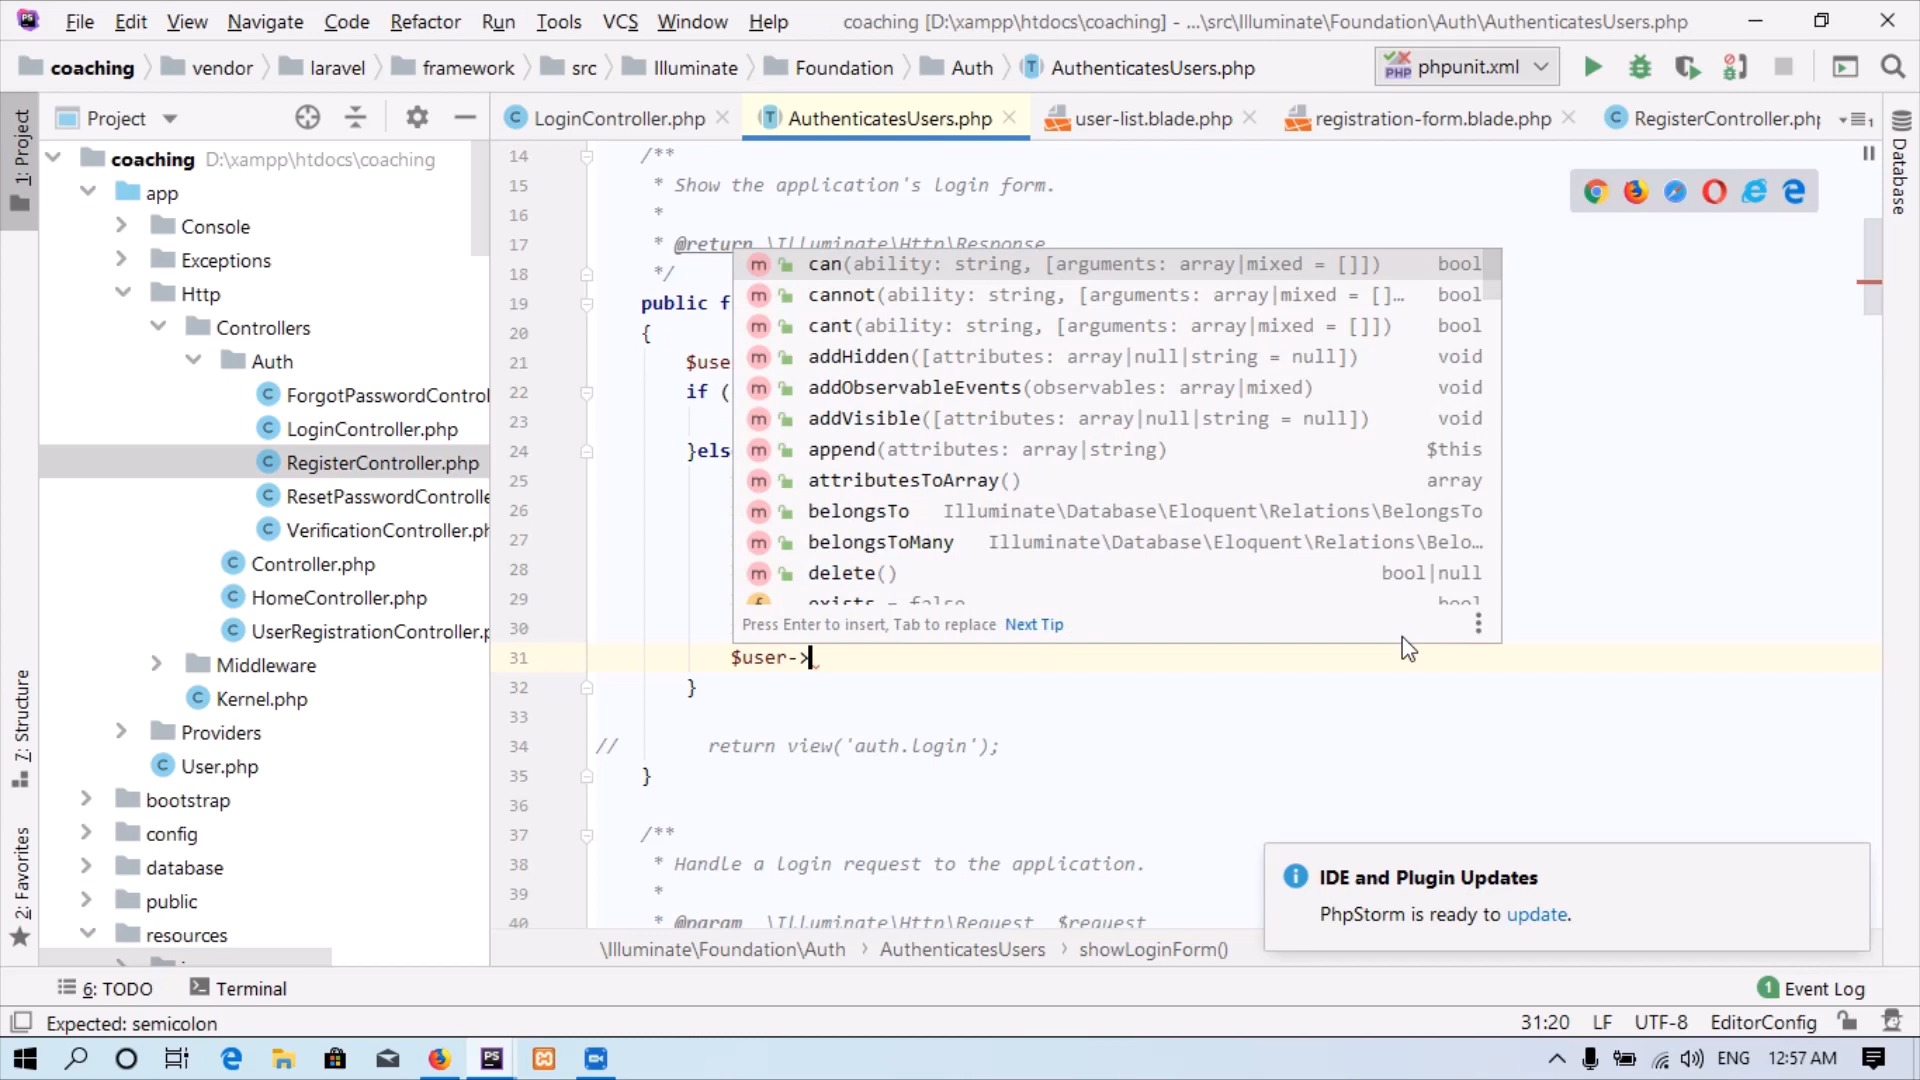 File Edit View Navigate Code Refactor Run Tools VCS Window Help coaching [D:\xampp\htdocs\coaching] - ...\src\Illuminate\Foundation\Auth\AuthenticatesUsers.php
coaching vendor laravel framework src Illuminate Foundation Auth AuthenticatesUsers.php phpunit.xml
Project LoginController.php AuthenticatesUsers.php user-list.blade.php registration-form.blade.php RegisterController.php
1: Project
7: Structure
2: Favorites
Database
coaching D:\xampp\htdocs\coaching
app
Console
Exceptions
Http
Controllers
Auth
ForgotPasswordControl
LoginController.php
RegisterController.php
ResetPasswordControlle
VerificationController.ph
Controller.php
HomeController.php
UserRegistrationController.p
Middleware
Kernel.php
Providers
User.php
bootstrap
config
database
public
resources
14 /**
15 * Show the application's login form.
16 *
17 * @return \Illuminate\Http\Response
18 */
19 public f
20 {
21 $use
22 if (
23
24 }els
25
26
27
28
29
30
31 $user->
32 }
33
34 // return view('auth.login');
35 }
36
37 /**
38 * Handle a login request to the application.
39 *
40 * @param \Illuminate\Http\Request $request
can(ability: string, [arguments: array|mixed = []]) bool
cannot(ability: string, [arguments: array|mixed = []… bool
cant(ability: string, [arguments: array|mixed = []]) bool
addHidden([attributes: array|null|string = null]) void
addObservableEvents(observables: array|mixed) void
addVisible([attributes: array|null|string = null]) void
append(attributes: array|string) $this
attributesToArray() array
belongsTo Illuminate\Database\Eloquent\Relations\BelongsTo
belongsToMany Illuminate\Database\Eloquent\Relations\Belo…
delete() bool|null
exists = false bool
Press Enter to insert, Tab to replace Next Tip
IDE and Plugin Updates
PhpStorm is ready to update.
\Illuminate\Foundation\Auth AuthenticatesUsers showLoginForm()
6: TODO Terminal 1 Event Log
Expected: semicolon 31:20 LF UTF-8 EditorConfig
ENG 12:57 AM